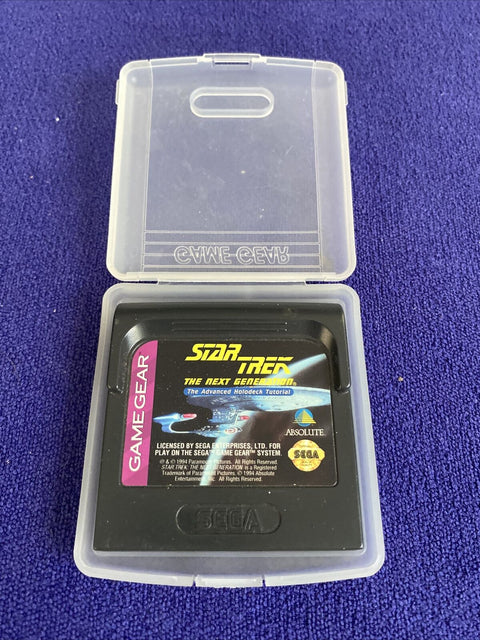 GAME GEAR
GAME GEAR
STAR TREK
THE NEXT GENERATION®
The Advanced Holodeck Tutorial
ABSOLUTE
LICENSED BY SEGA ENTERPRISES, LTD. FOR
PLAY ON THE SEGA™ GAME GEAR™ SYSTEM.
SEGA
® & © 1994 Paramount Pictures. All Rights Reserved.
STAR TREK: THE NEXT GENERATION is a Registered
Trademark of Paramount Pictures. © 1994 Absolute
Entertainment, Inc. All Rights Reserved.
SEGA